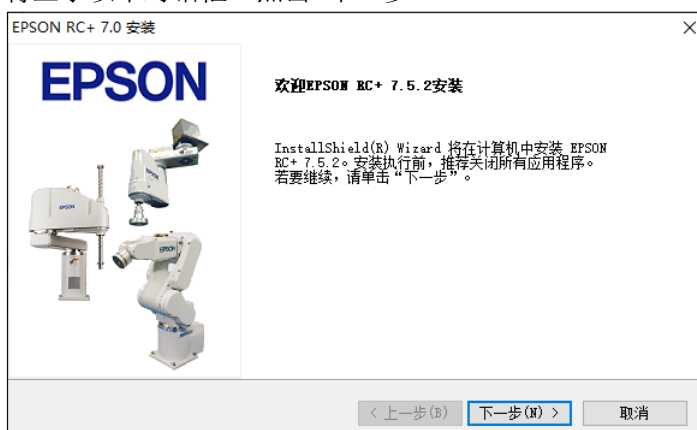 EPSON RC+ 7.0 安装
EPSON
欢迎EPSON RC+ 7.5.2安装
InstallShield(R) Wizard 将在计算机中安装 EPSON
RC+ 7.5.2。安装执行前，推荐关闭所有应用程序。
若要继续，请单击“下一步”。
EPSON
EPSON
< 上一步(B)
下一步(N) >
取消